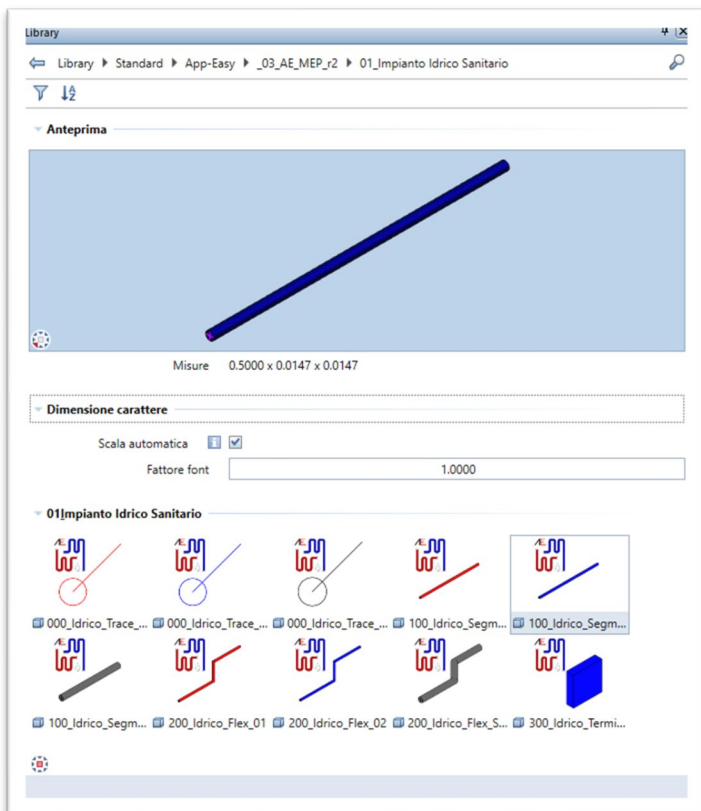 Library
Library ▶ Standard ▶ App-Easy ▶ _03_AE_MEP_r2 ▶ 01_Impianto Idrico Sanitario
Anteprima
Misure 0.5000 x 0.0147 x 0.0147
Dimensione carattere
Scala automatica
Fattore font 1.0000
01Impianto Idrico Sanitario
000_Idrico_Trace_... 000_Idrico_Trace_... 000_Idrico_Trace_... 100_Idrico_Segm... 100_Idrico_Segm...
100_Idrico_Segm... 200_Idrico_Flex_01 200_Idrico_Flex_02 200_Idrico_Flex_S... 300_Idrico_Termi...